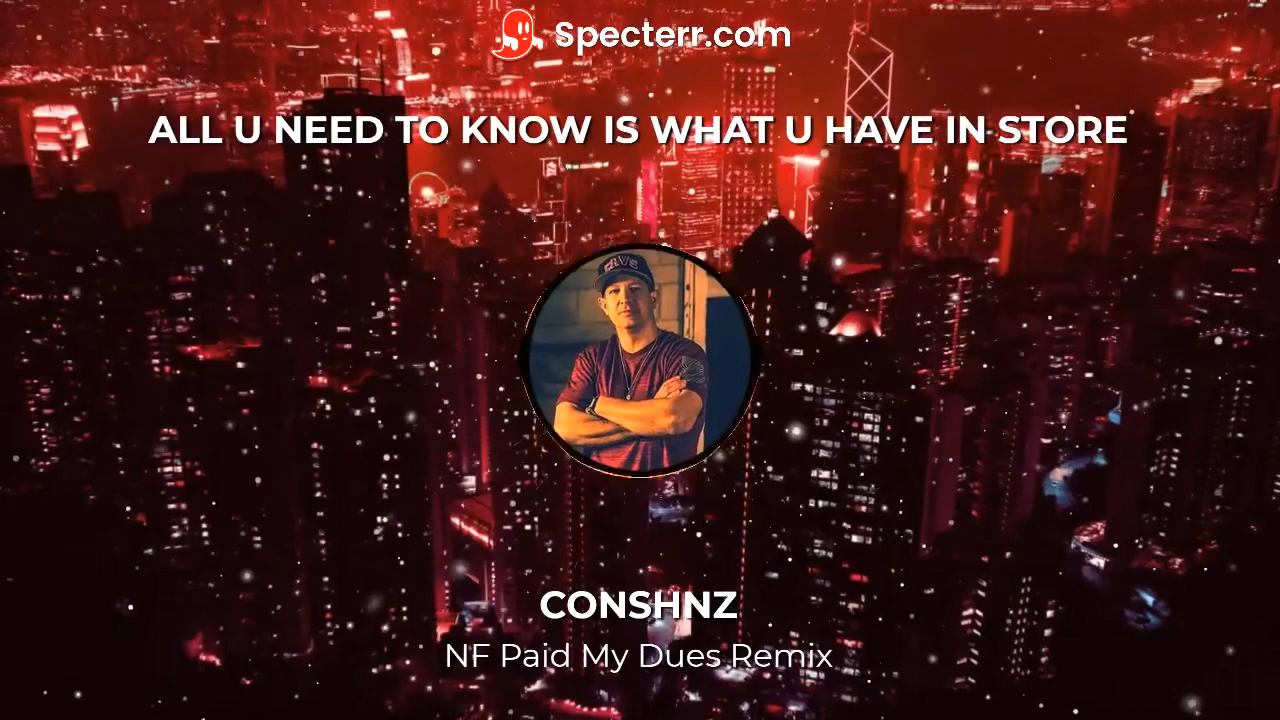 Specterr.com
ALL U NEED TO KNOW IS WHAT U HAVE IN STORE
CONSHNZ
NF Paid My Dues Remix